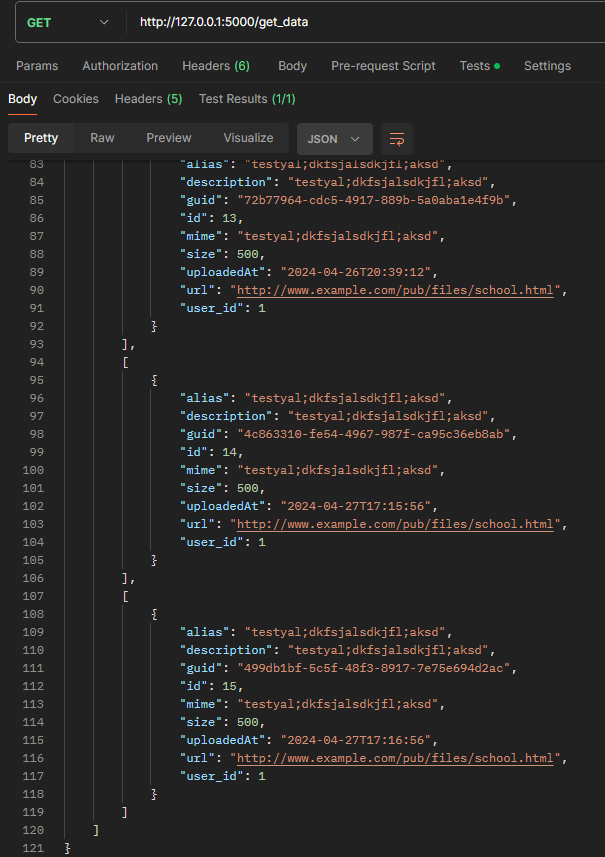 GET http://127.0.0.1:5000/get_data
Params Authorization Headers (6) Body Pre-request Script Tests Settings
Body Cookies Headers (5) Test Results (1/1)
Pretty Raw Preview Visualize JSON
83 "alias": "testyal;dkfsjalsdkjfl;aksd",
84 "description": "testyal;dkfsjalsdkjfl;aksd",
85 "guid": "72b77964-cdc5-4917-889b-5a0aba1e4f9b",
86 "id": 13,
87 "mime": "testyal;dkfsjalsdkjfl;aksd",
88 "size": 500,
89 "uploadedAt": "2024-04-26T20:39:12",
90 "url": "http://www.example.com/pub/files/school.html",
91 "user_id": 1
92 }
93 ],
94 [
95 {
96 "alias": "testyal;dkfsjalsdkjfl;aksd",
97 "description": "testyal;dkfsjalsdkjfl;aksd",
98 "guid": "4c863310-fe54-4967-987f-ca95c36eb8ab",
99 "id": 14,
100 "mime": "testyal;dkfsjalsdkjfl;aksd",
101 "size": 500,
102 "uploadedAt": "2024-04-27T17:15:56",
103 "url": "http://www.example.com/pub/files/school.html",
104 "user_id": 1
105 }
106 ],
107 [
108 {
109 "alias": "testyal;dkfsjalsdkjfl;aksd",
110 "description": "testyal;dkfsjalsdkjfl;aksd",
111 "guid": "499db1bf-5c5f-48f3-8917-7e75e694d2ac",
112 "id": 15,
113 "mime": "testyal;dkfsjalsdkjfl;aksd",
114 "size": 500,
115 "uploadedAt": "2024-04-27T17:16:56",
116 "url": "http://www.example.com/pub/files/school.html",
117 "user_id": 1
118 }
119 ]
120 ]
121 }